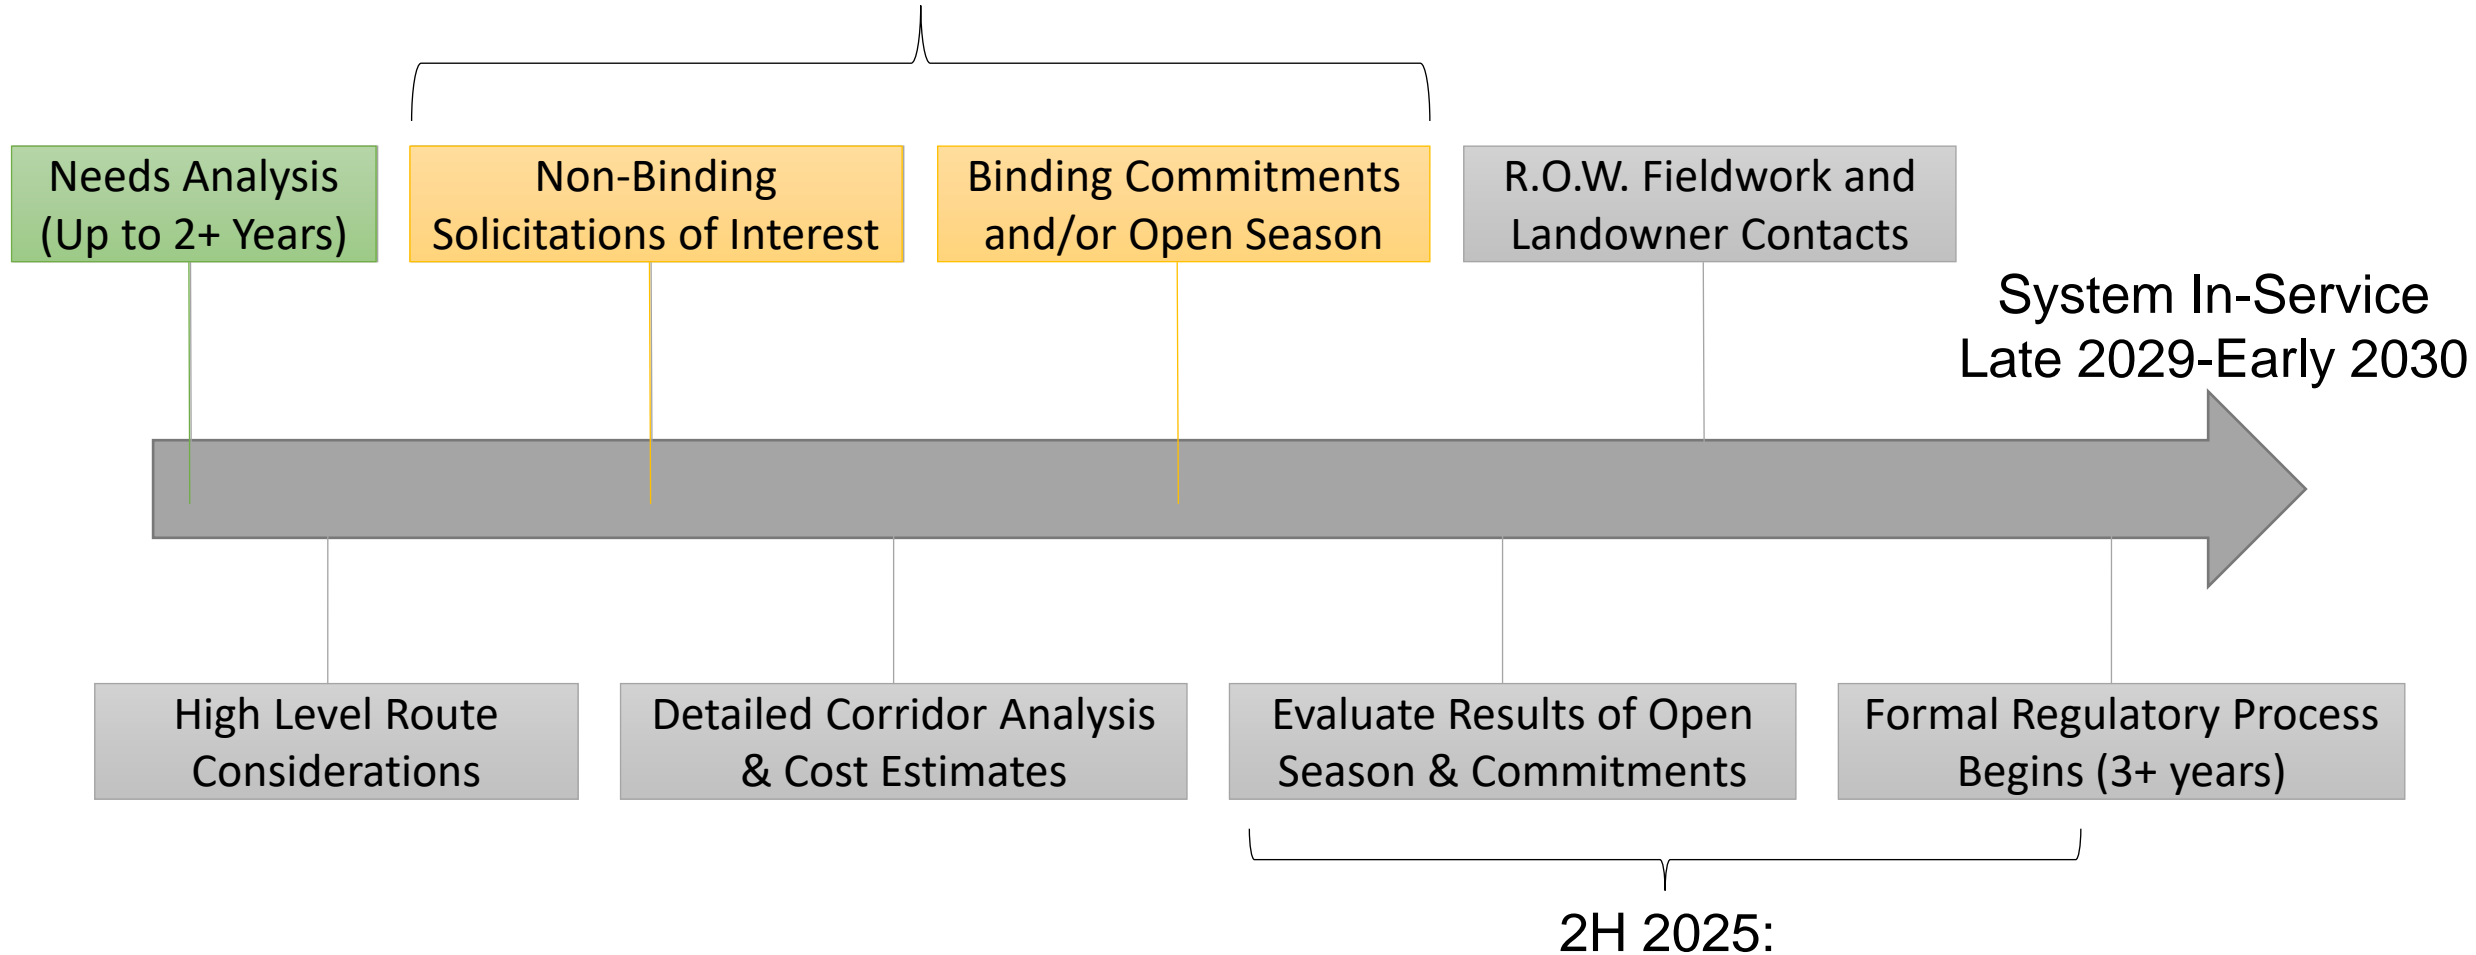 Needs Analysis
(Up to 2+ Years)
Non-Binding
Solicitations of Interest
Binding Commitments
and/or Open Season
R.O.W. Fieldwork and
Landowner Contacts
System In-Service
Late 2029-Early 2030
High Level Route
Considerations
Detailed Corridor Analysis
& Cost Estimates
Evaluate Results of Open
Season & Commitments
Formal Regulatory Process
Begins (3+ years)
2H 2025: